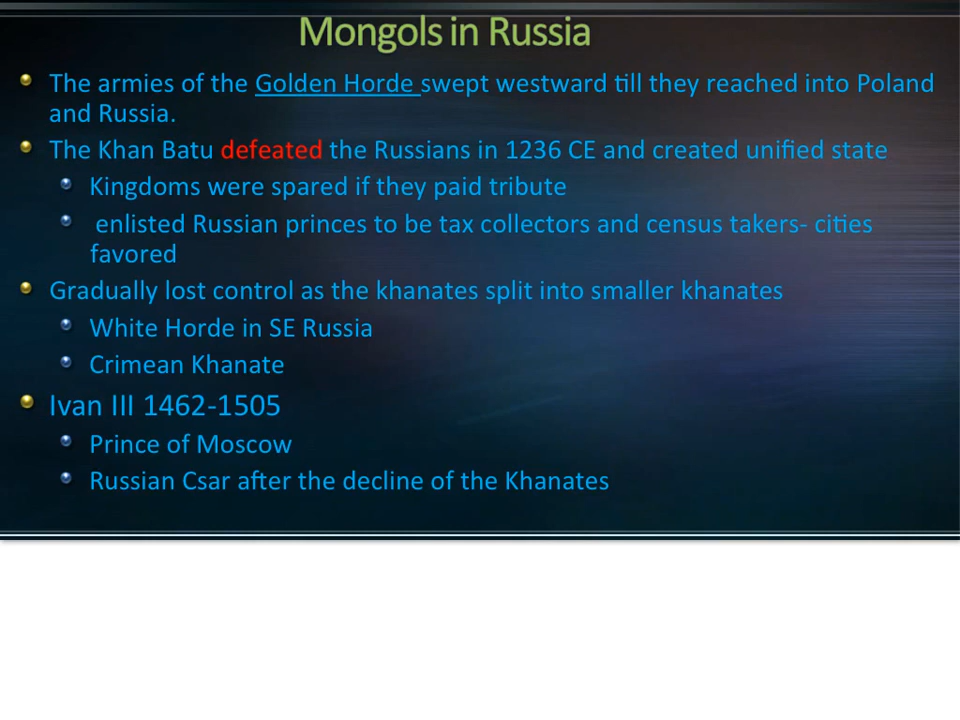 Mongols in Russia
The armies of the Golden Horde swept westward till they reached into Poland
and Russia.
The Khan Batu defeated the Russians in 1236 CE and created unified state
Kingdoms were spared if they paid tribute
enlisted Russian princes to be tax collectors and census takers- cities
favored
Gradually lost control as the khanates split into smaller khanates
White Horde in SE Russia
Crimean Khanate
Ivan III 1462-1505
Prince of Moscow
Russian Csar after the decline of the Khanates